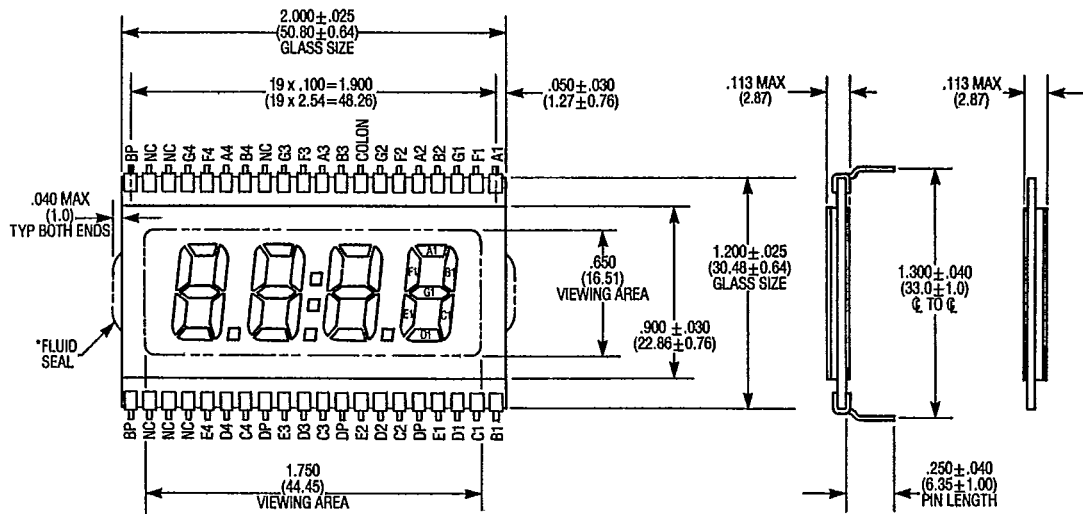 2.000±.025
(50.80±0.64)
GLASS SIZE
19 x .100=1.900
(19 x 2.54=48.26)
.050±.030
(1.27±0.76)
.113 MAX
(2.87)
.113 MAX
(2.87)
BP NC NC G4 F4 A4 B4 NC G3 F3 A3 B3 COLON G2 F2 A2 B2 G1 F1 A1
.040 MAX
(1.0)
TYP BOTH ENDS
A1
F1 B1
G1
E1 C1
D1
.650
(16.51)
VIEWING AREA
1.200±.025
(30.48±0.64)
GLASS SIZE
1.300±.040
(33.0±1.0)
℄ TO ℄
.900±.030
(22.86±0.76)
*FLUID
SEAL
BP NC NC NC E4 D4 C4 DP E3 D3 C3 DP E2 D2 C2 DP E1 D1 C1 B1
1.750
(44.45)
VIEWING AREA
.250±.040
(6.35±1.00)
PIN LENGTH